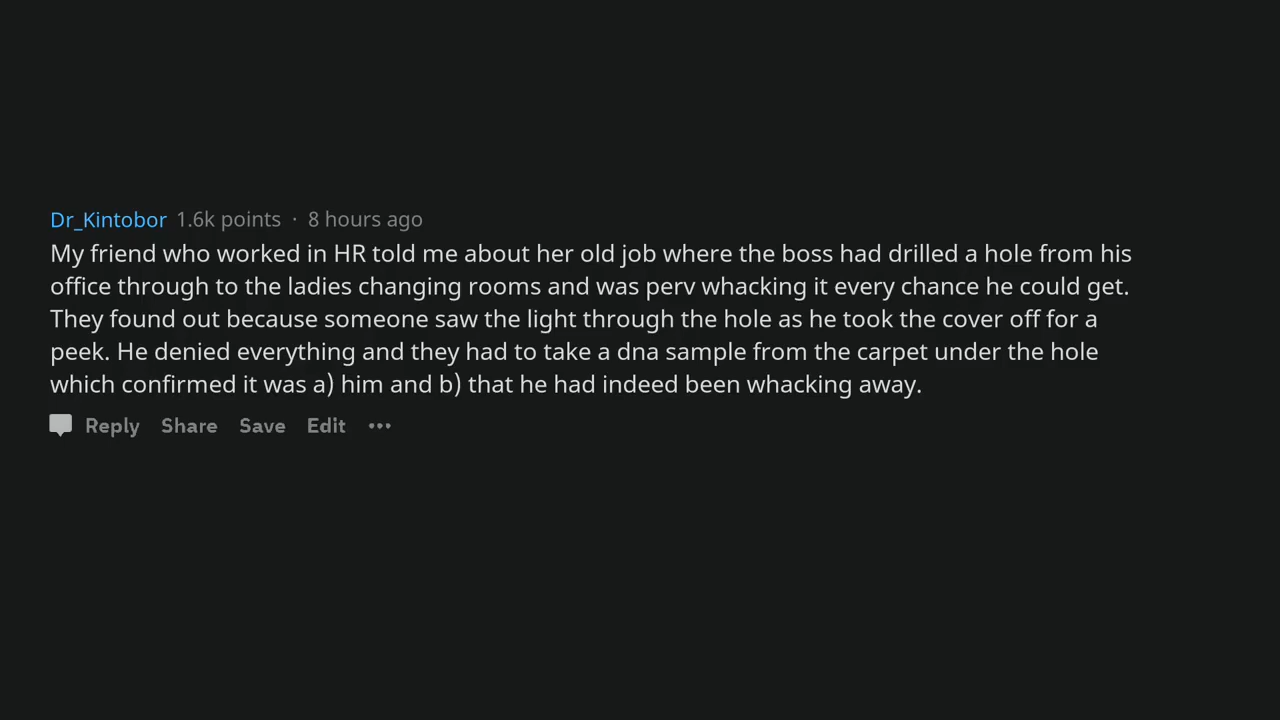 Dr_Kintobor 1.6k points · 8 hours ago
My friend who worked in HR told me about her old job where the boss had drilled a hole from his
office through to the ladies changing rooms and was perv whacking it every chance he could get.
They found out because someone saw the light through the hole as he took the cover off for a
peek. He denied everything and they had to take a dna sample from the carpet under the hole
which confirmed it was a) him and b) that he had indeed been whacking away.
Reply Share Save Edit •••